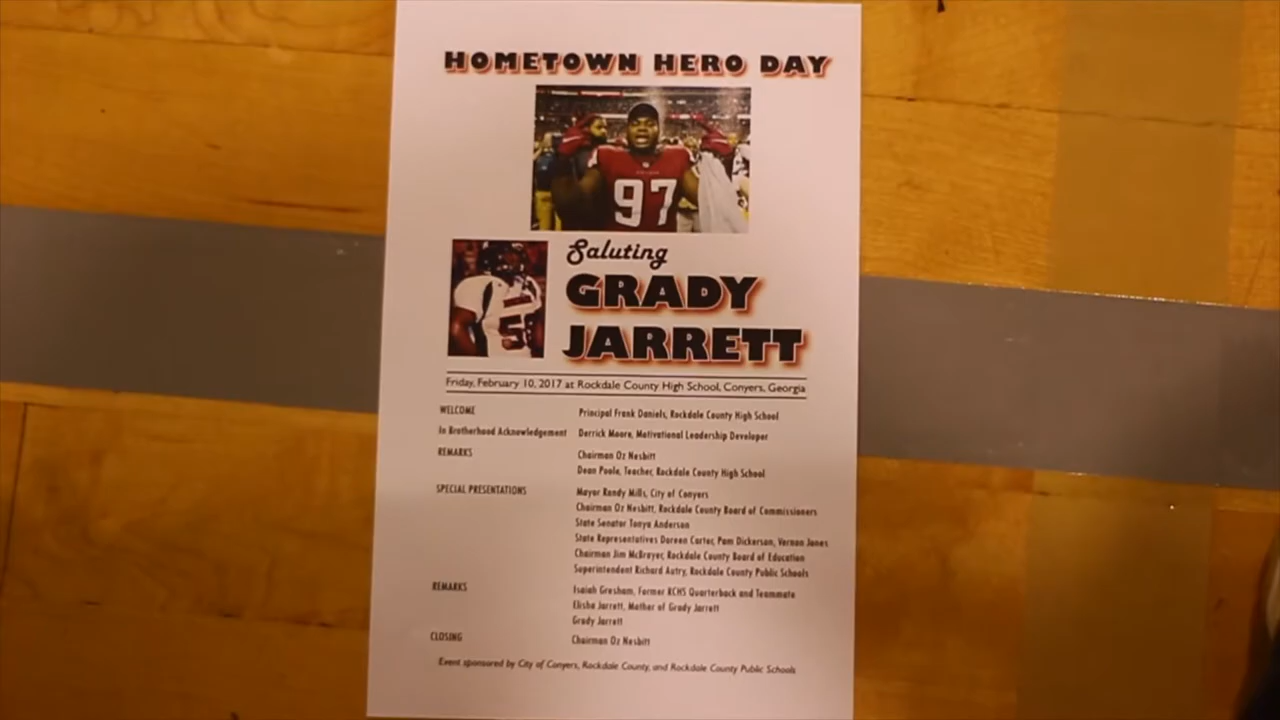 HOMETOWN HERO DAY
97
Saluting
GRADY
JARRETT
Friday, February 10, 2017 at Rockdale County High School, Conyers, Georgia
WELCOME Principal Frank Daniels, Rockdale County High School
In Brotherhood Acknowledgement Derrick Moore, Motivational Leadership Developer
REMARKS Chairman Oz Nesbitt
Dean Poole, Teacher, Rockdale County High School
SPECIAL PRESENTATIONS Mayor Randy Mills, City of Conyers
Chairman Oz Nesbitt, Rockdale County Board of Commissioners
State Senator Tonya Anderson
State Representatives Doreen Carter, Pam Dickerson, Vernon Jones
Chairman Jim McBrayer, Rockdale County Board of Education
Superintendent Richard Autry, Rockdale County Public Schools
REMARKS Isaiah Gresham, Former RCHS Quarterback and Teammate
Elisha Jarrett, Mother of Grady Jarrett
Grady Jarrett
CLOSING Chairman Oz Nesbitt
Event sponsored by City of Conyers, Rockdale County, and Rockdale County Public Schools